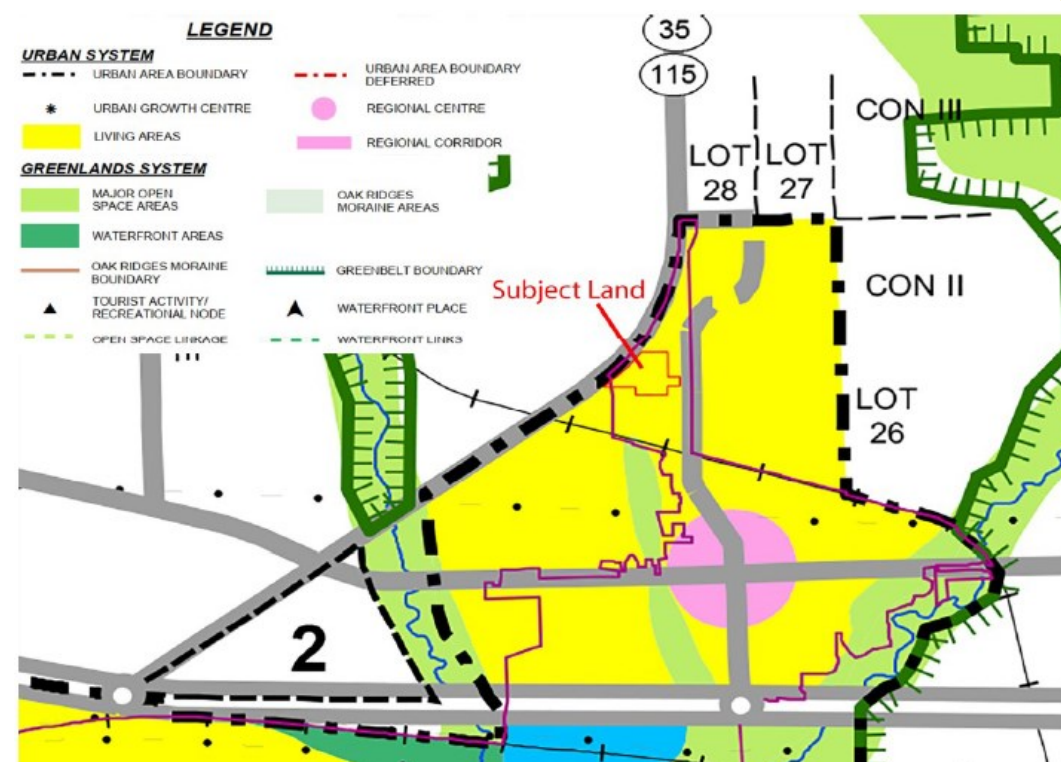 LEGEND
URBAN SYSTEM
URBAN AREA BOUNDARY
URBAN AREA BOUNDARY
DEFERRED
URBAN GROWTH CENTRE
REGIONAL CENTRE
LIVING AREAS
REGIONAL CORRIDOR
GREENLANDS SYSTEM
MAJOR OPEN
SPACE AREAS
OAK RIDGES
MORAINE AREAS
WATERFRONT AREAS
OAK RIDGES MORAINE
BOUNDARY
GREENBELT BOUNDARY
TOURIST ACTIVITY/
RECREATIONAL NODE
WATERFRONT PLACE
OPEN SPACE LINKAGE
WATERFRONT LINKS
35
115
CON III
LOT
28
LOT
27
CON II
Subject Land
LOT
26
2